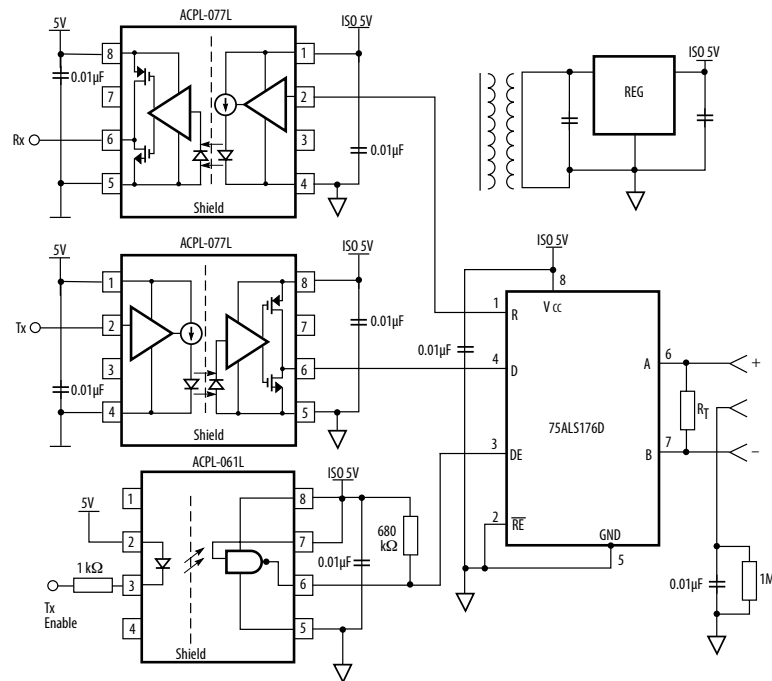 ACPL-077L
5V
ISO 5V
8
1
0.01µF
7
2
Rx
6
3
0.01µF
5
4
Shield
ISO 5V
REG
ACPL-077L
5V
ISO 5V
1
8
Tx
2
7
0.01µF
3
6
0.01µF
4
5
Shield
ISO 5V
8
V CC
1
R
0.01µF
4
D
A
6
+
RT
75ALS176D
3
DE
B
7
–
2
RE
GND
5
0.01µF
1M
ACPL-061L
ISO 5V
1
8
5V
2
7
680
kΩ
1 kΩ
3
6
0.01µF
Tx
Enable
4
5
Shield